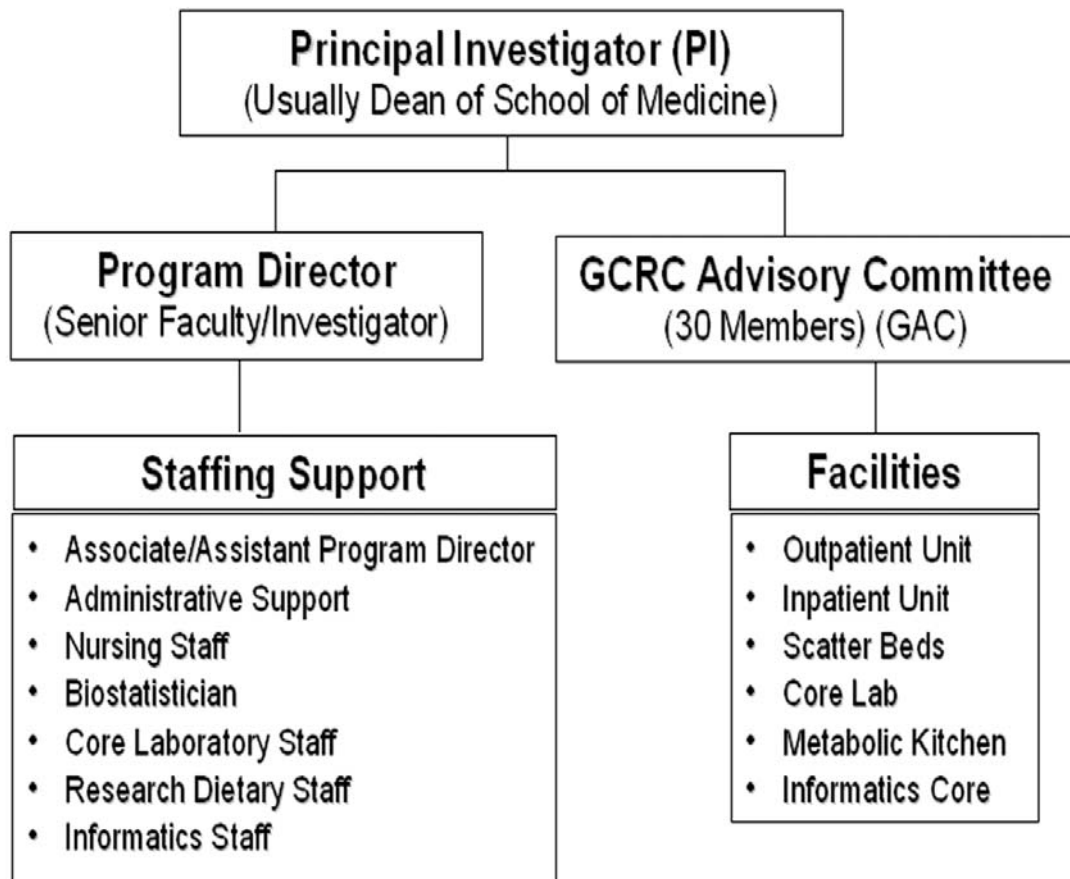 Principal Investigator (PI)
(Usually Dean of School of Medicine)
Program Director
(Senior Faculty/Investigator)
GCRC Advisory Committee
(30 Members) (GAC)
Staffing Support
• Associate/Assistant Program Director
• Administrative Support
• Nursing Staff
• Biostatistician
• Core Laboratory Staff
• Research Dietary Staff
• Informatics Staff
Facilities
• Outpatient Unit
• Inpatient Unit
• Scatter Beds
• Core Lab
• Metabolic Kitchen
• Informatics Core